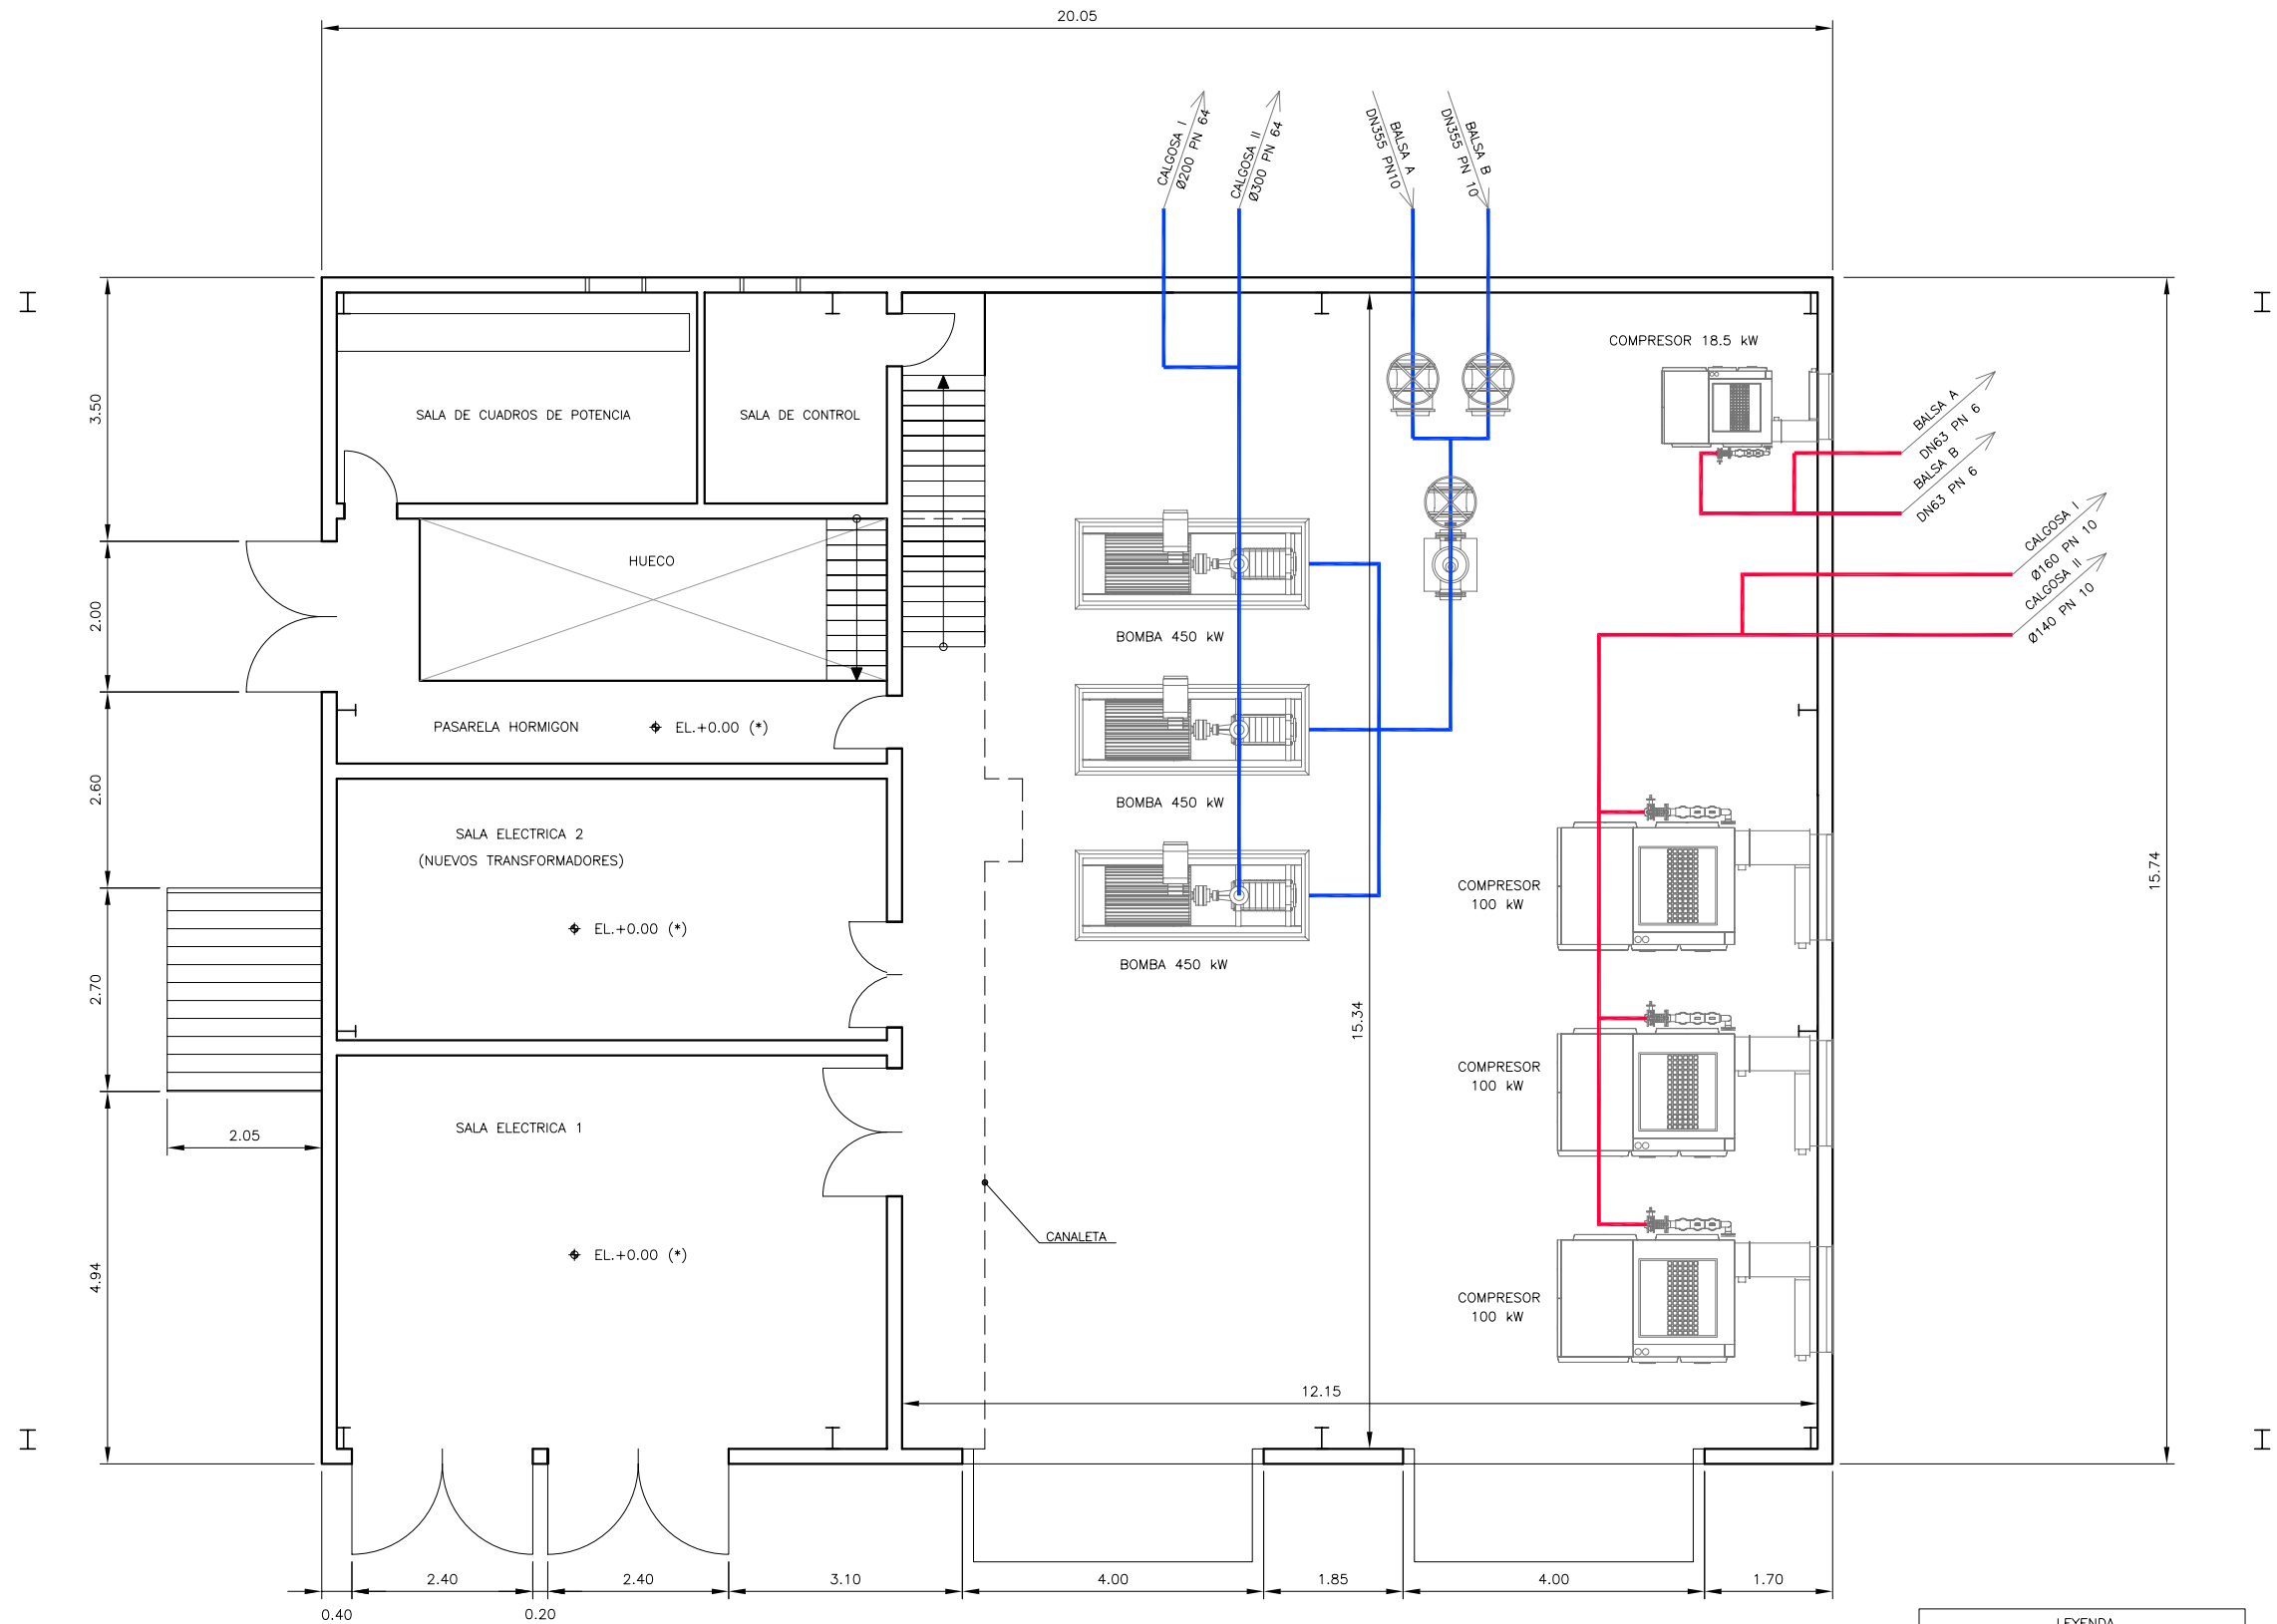 20.05
CALGOSA I
Ø200 PN 64
CALGOSA II
Ø300 PN 64
BALSA A
DN355 PN10
BALSA B
DN355 PN 10
3.50
2.00
2.60
2.70
4.94
2.05
SALA DE CUADROS DE POTENCIA
SALA DE CONTROL
HUECO
PASARELA HORMIGON
EL.+0.00 (*)
SALA ELECTRICA 2
(NUEVOS TRANSFORMADORES)
EL.+0.00 (*)
SALA ELECTRICA 1
EL.+0.00 (*)
BOMBA 450 kW
BOMBA 450 kW
BOMBA 450 kW
CANALETA
15.34
12.15
COMPRESOR 18.5 kW
BALSA A
DN63 PN 6
BALSA B
DN63 PN 6
CALGOSA I
Ø160 PN 10
CALGOSA II
Ø140 PN 10
COMPRESOR
100 kW
COMPRESOR
100 kW
COMPRESOR
100 kW
15.74
0.40
2.40
0.20
2.40
3.10
4.00
1.85
4.00
1.70
LEYENDA